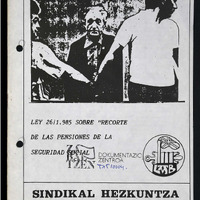 LEY 26/1.985 SOBRE "RECORTE
DE LAS PENSIONES DE LA
SEGURIDAD SOCIAL
DOKUMENTAZIO
ZENTROA
SINDIKAL HEZKUNTZA